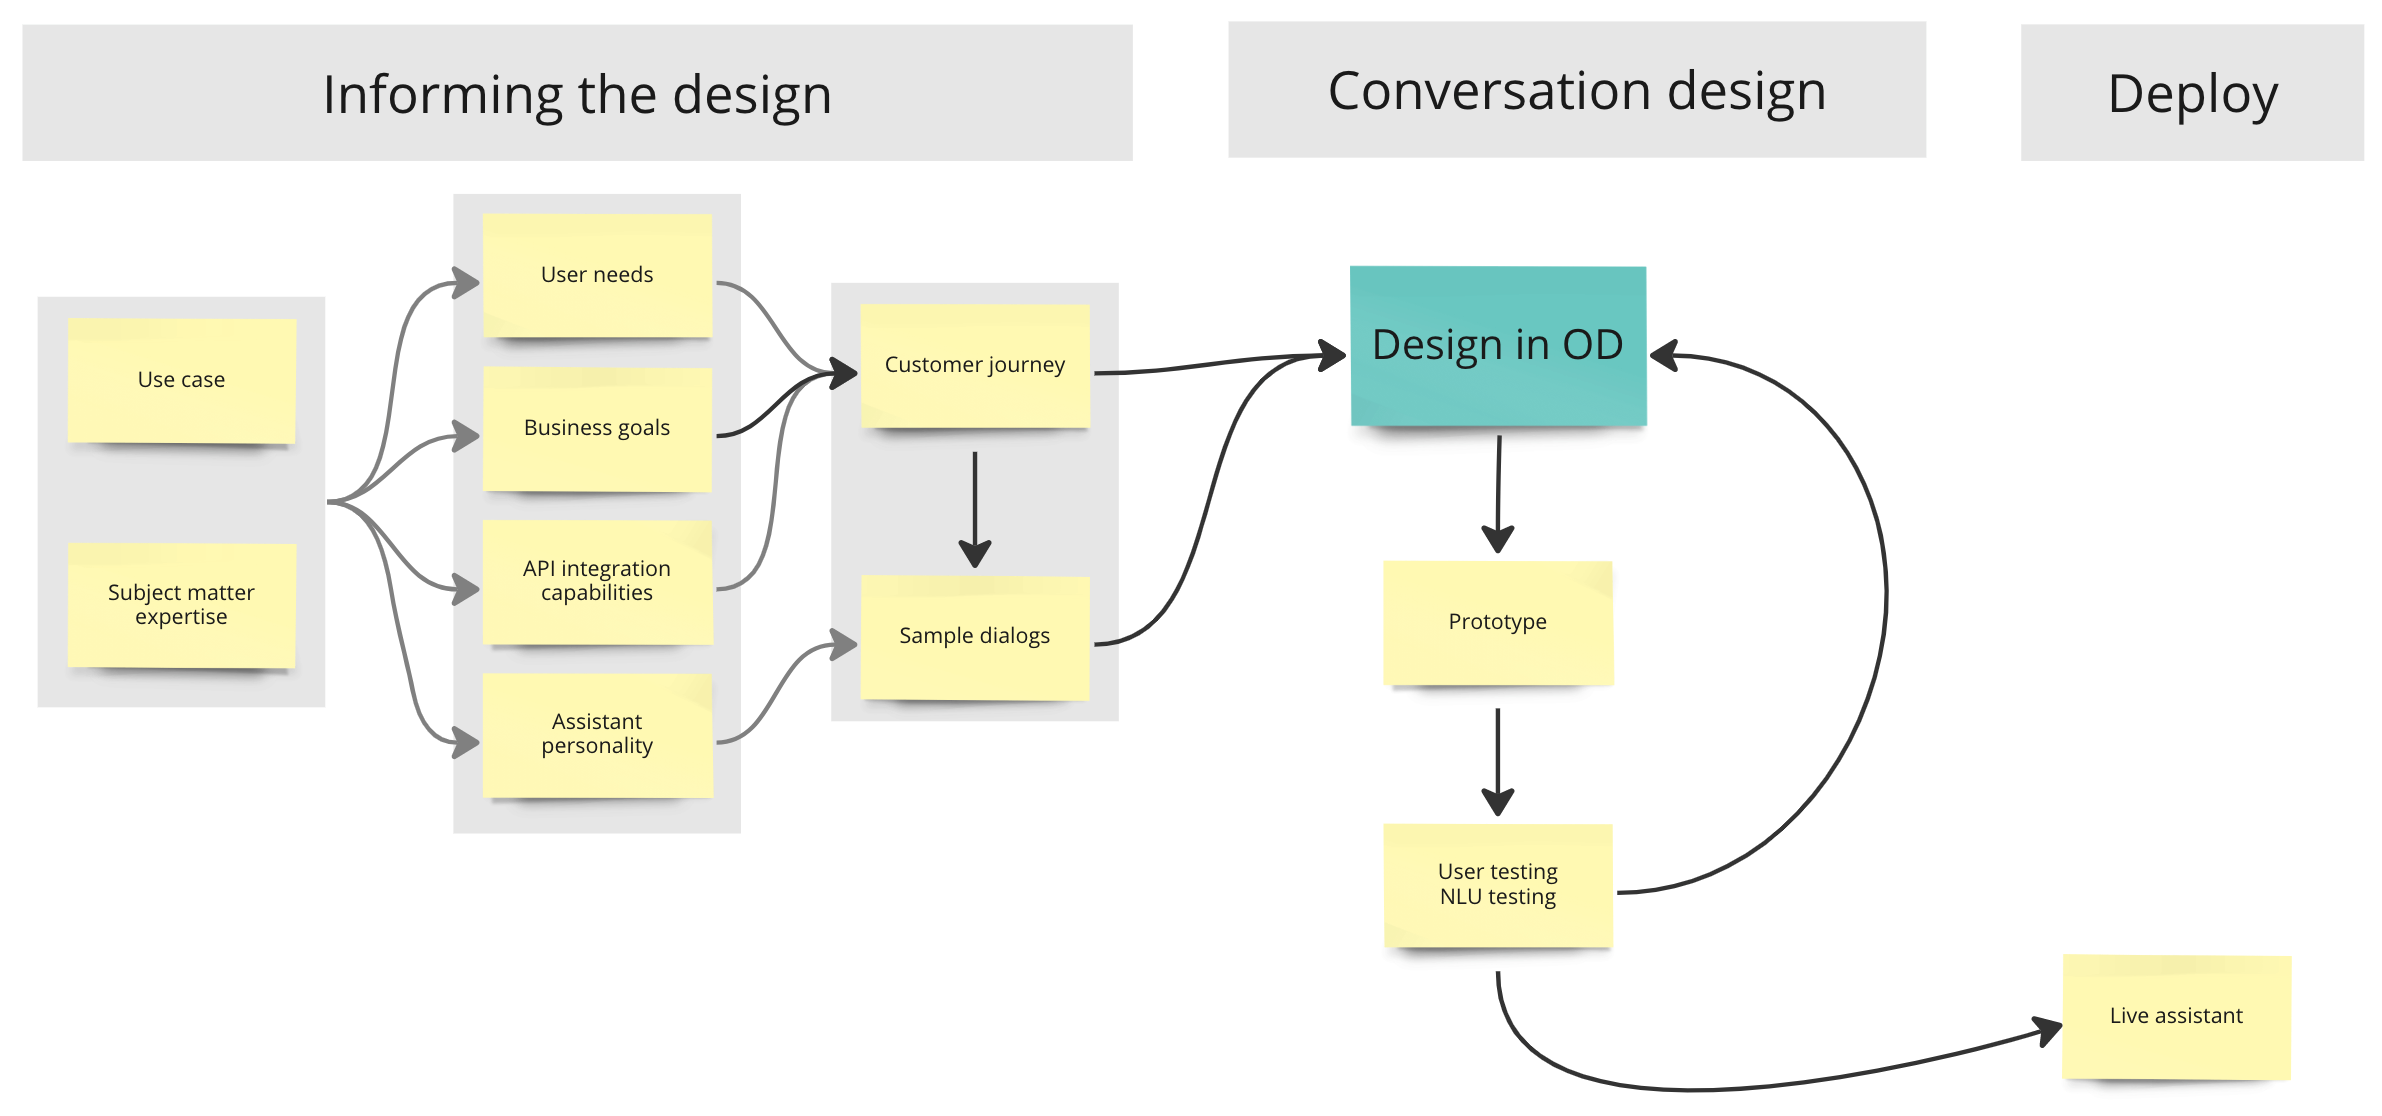 Informing the design
Conversation design
Deploy
Use case
Subject matter
expertise
User needs
Business goals
API integration
capabilities
Assistant
personality
Customer journey
Sample dialogs
Design in OD
Prototype
User testing
NLU testing
Live assistant